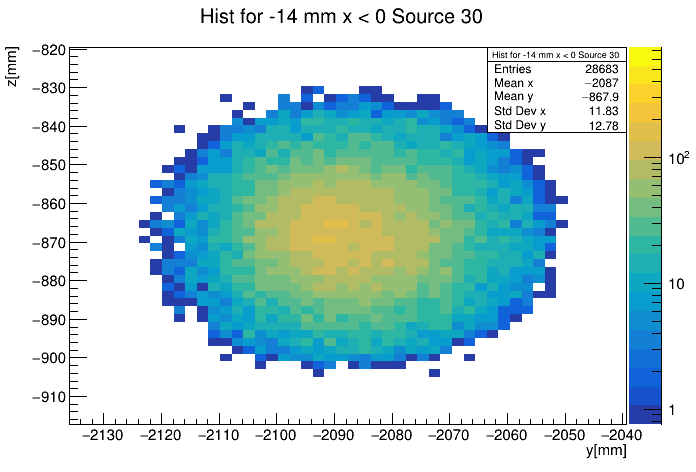 Hist for -14 mm x < 0 Source 30
z[mm]
−820
−830
−840
−850
−860
−870
−880
−890
−900
−910
−2130
−2120
−2110
−2100
−2090
−2080
−2070
−2060
−2050
−2040
y[mm]
Hist for -14 mm x < 0 Source 30
Entries 28683
Mean x −2087
Mean y −867.9
Std Dev x 11.83
Std Dev y 12.78
10²
10
1